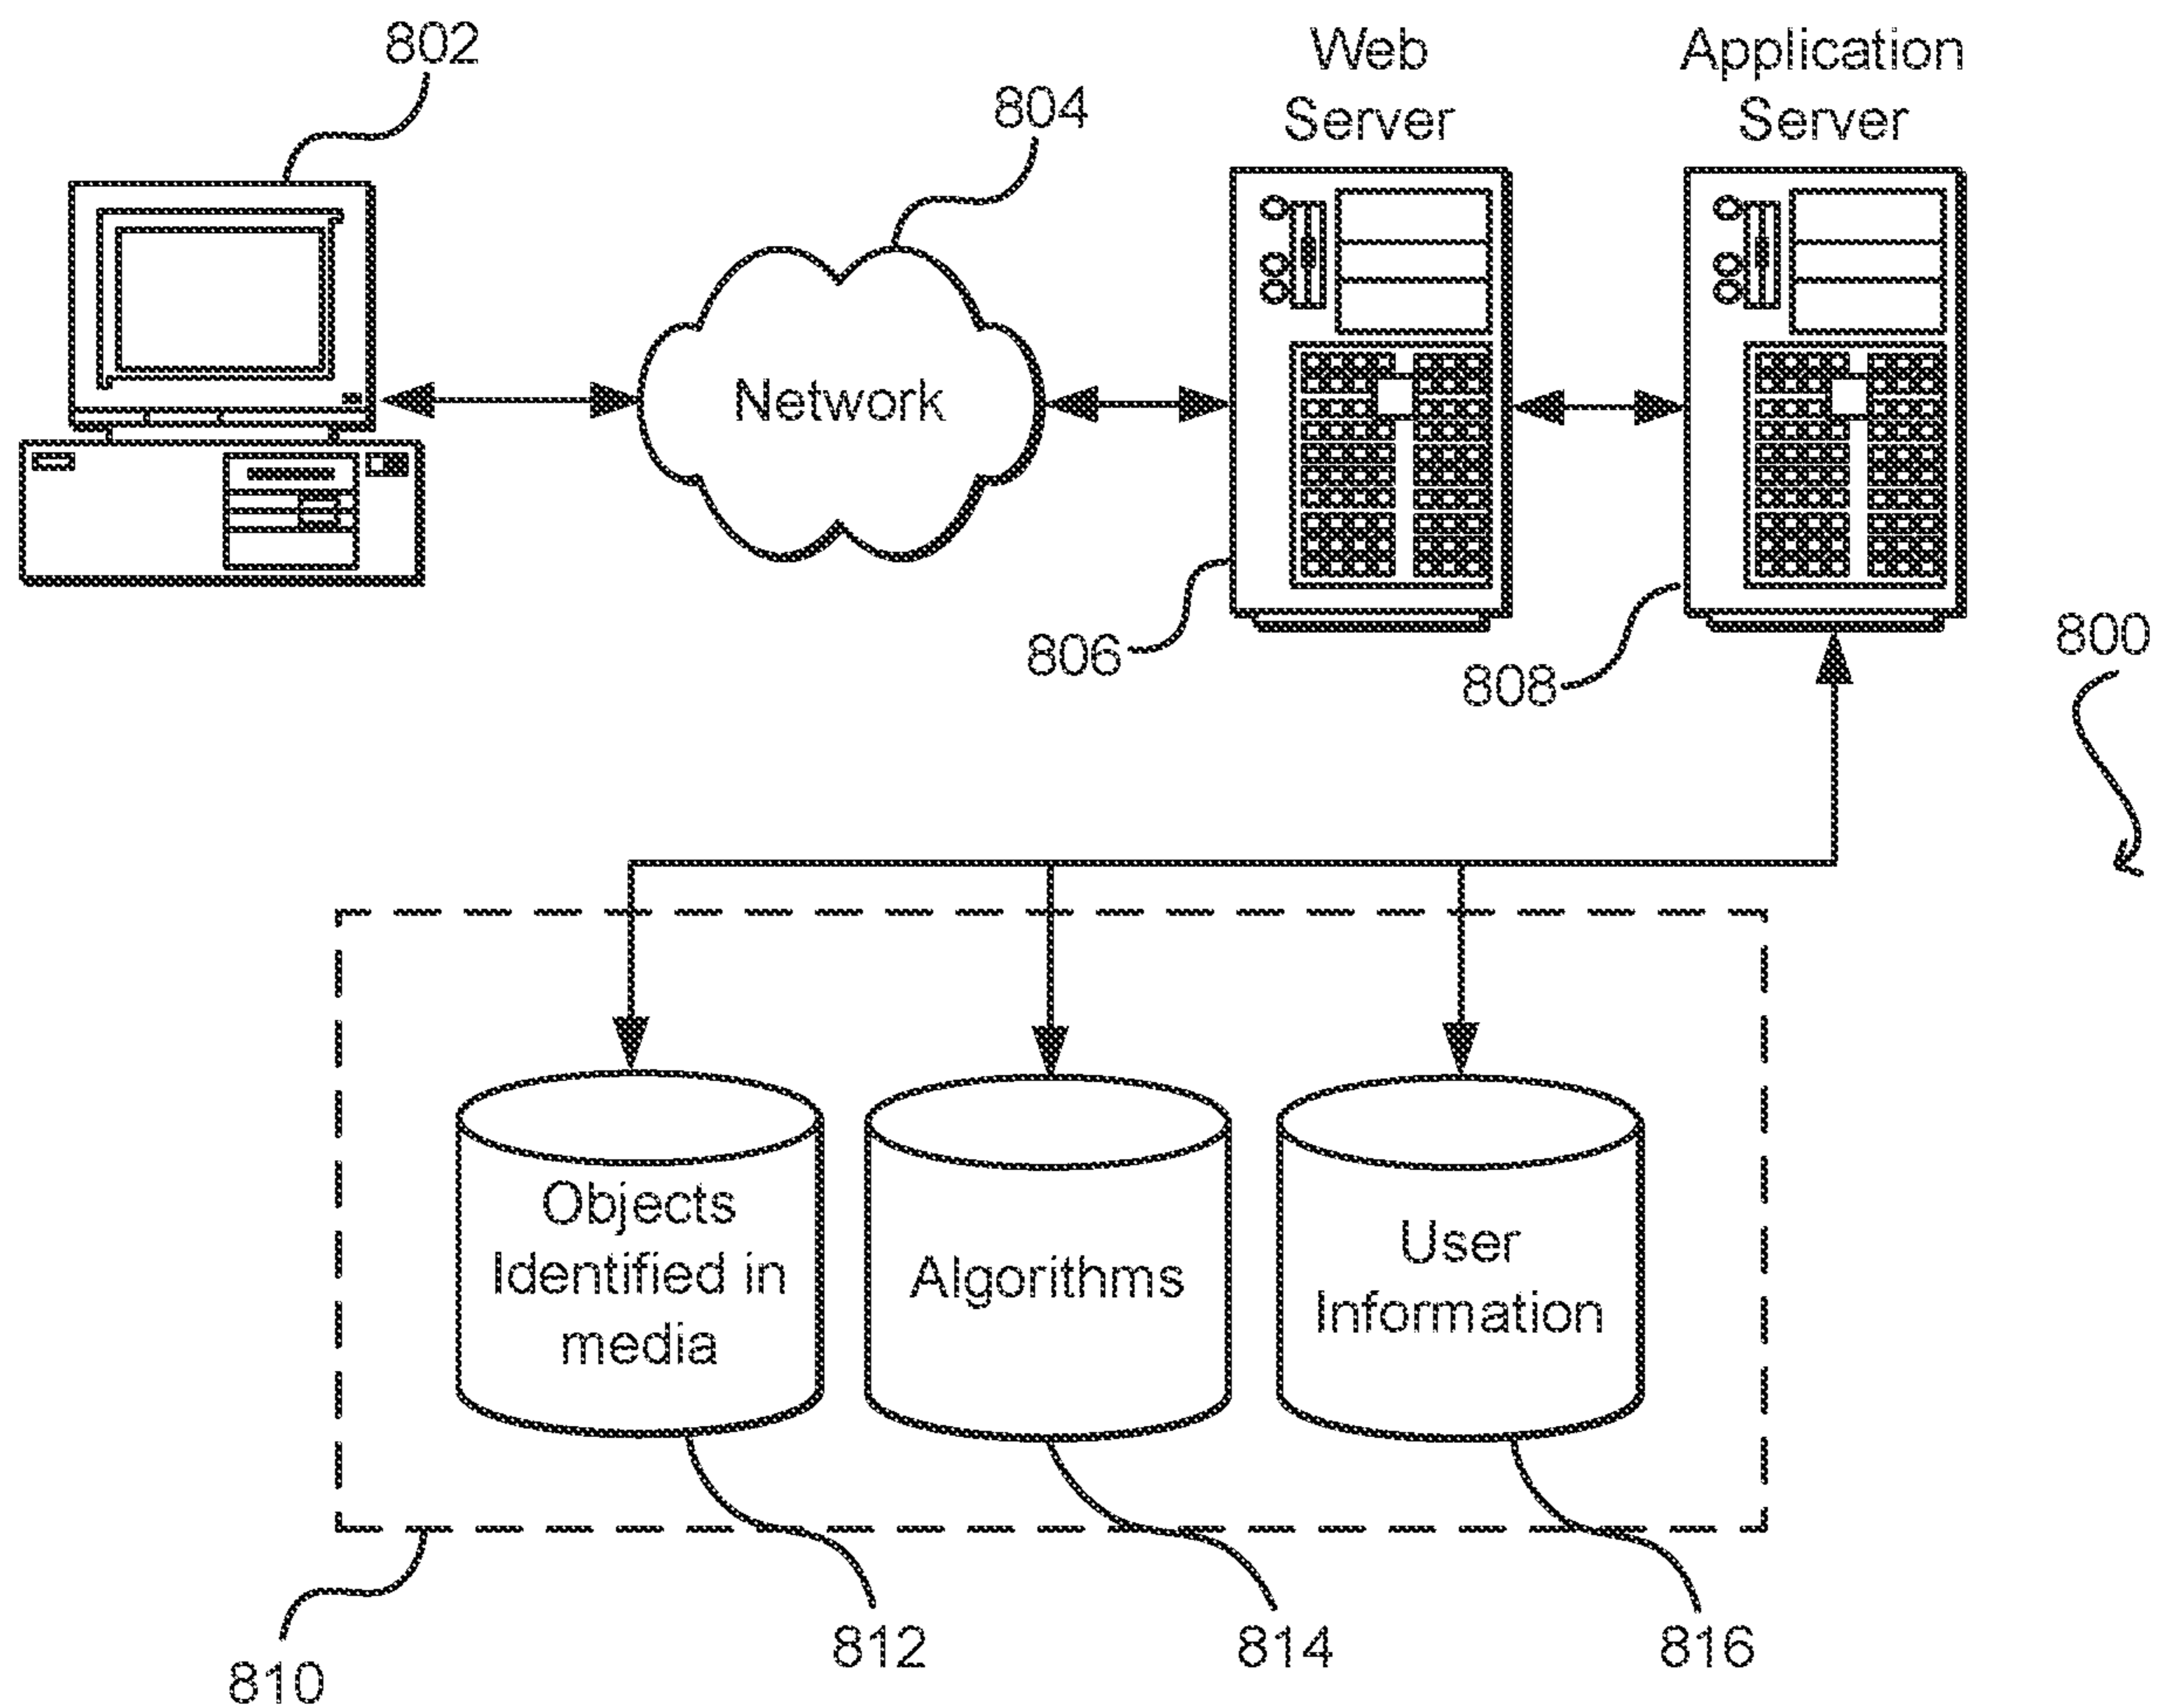 802
804
Web
Server
Application
Server
Network
806
808
800
Objects
Identified in
media
Algorithms
User
Information
810
812
814
816